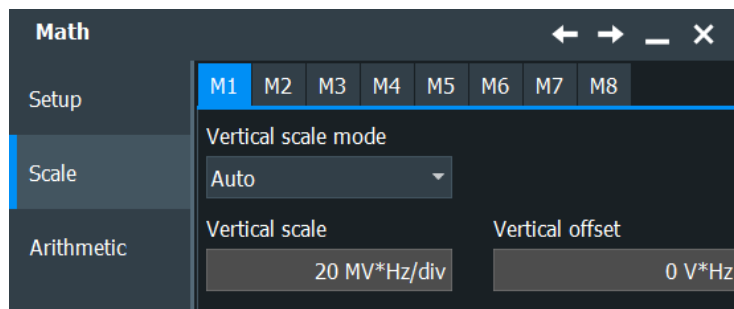 Math
Setup
Scale
Arithmetic
M1 M2 M3 M4 M5 M6 M7 M8
Vertical scale mode
Auto
Vertical scale Vertical offset
20 MV*Hz/div 0 V*Hz